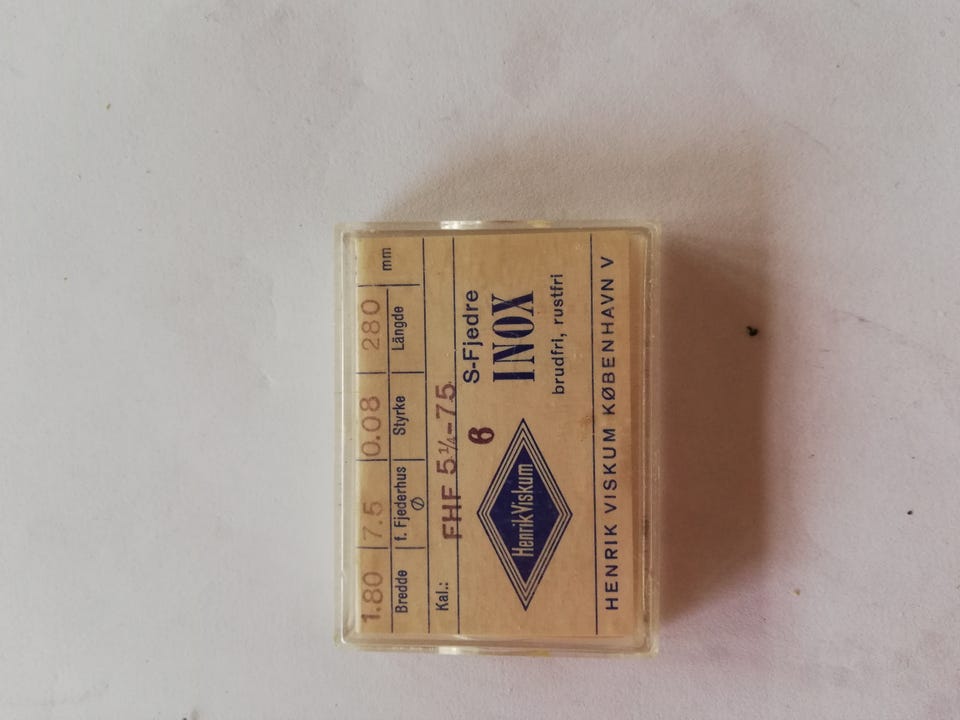 1.80 7.5 0.08 280 mm
Bredde f. Fjederhus Ø Styrke Längde
Kal.: FHF 5¼-75
6
S-Fjedre
INOX
brudfri, rustfri
Henrik Viskum
HENRIK VISKUM KØBENHAVN V